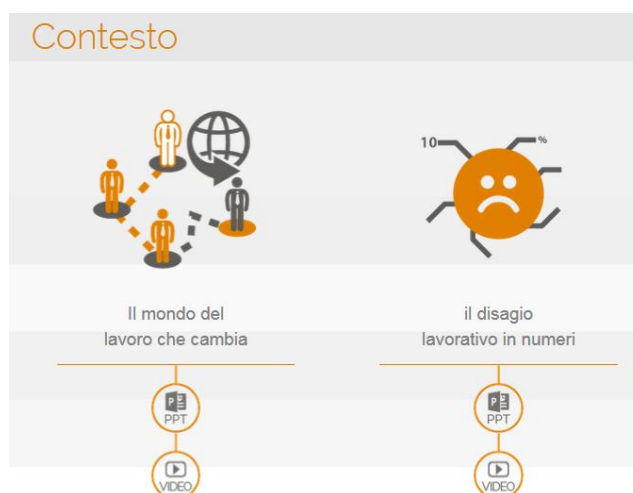 Contesto
10
%
Il mondo del
lavoro che cambia
il disagio
lavorativo in numeri
P
PPT
P
PPT
VIDEO
VIDEO